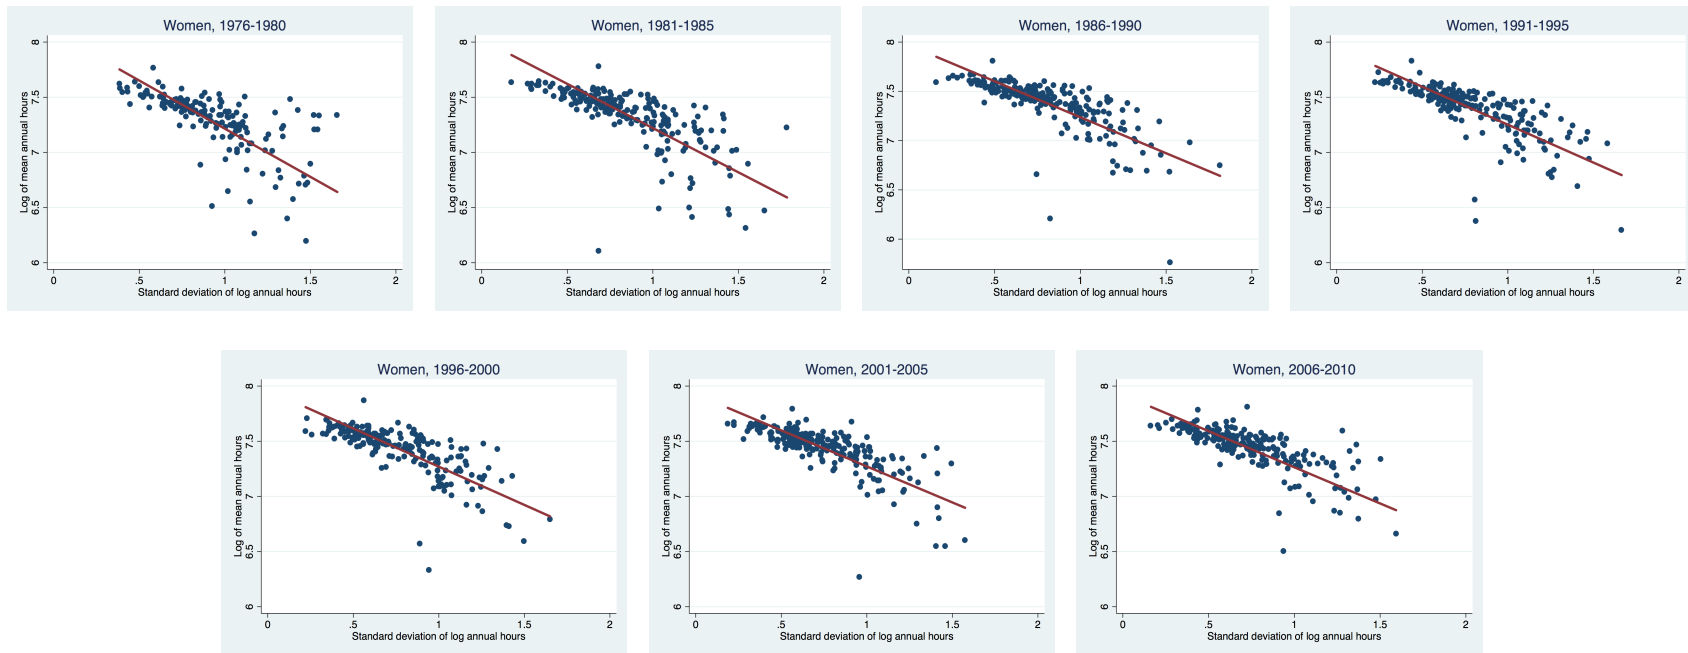 Women, 1976-1980
Log of mean annual hours
8
7.5
7
6.5
6
0 .5 1 1.5 2
Standard deviation of log annual hours
Women, 1981-1985
Log of mean annual hours
8
7.5
7
6.5
6
0 .5 1 1.5 2
Standard deviation of log annual hours
Women, 1986-1990
Log of mean annual hours
8
7.5
7
6.5
6
0 .5 1 1.5 2
Standard deviation of log annual hours
Women, 1991-1995
Log of mean annual hours
8
7.5
7
6.5
6
0 .5 1 1.5 2
Standard deviation of log annual hours
Women, 1996-2000
Log of mean annual hours
8
7.5
7
6.5
6
0 .5 1 1.5 2
Standard deviation of log annual hours
Women, 2001-2005
Log of mean annual hours
8
7.5
7
6.5
6
0 .5 1 1.5 2
Standard deviation of log annual hours
Women, 2006-2010
Log of mean annual hours
8
7.5
7
6.5
6
0 .5 1 1.5 2
Standard deviation of log annual hours